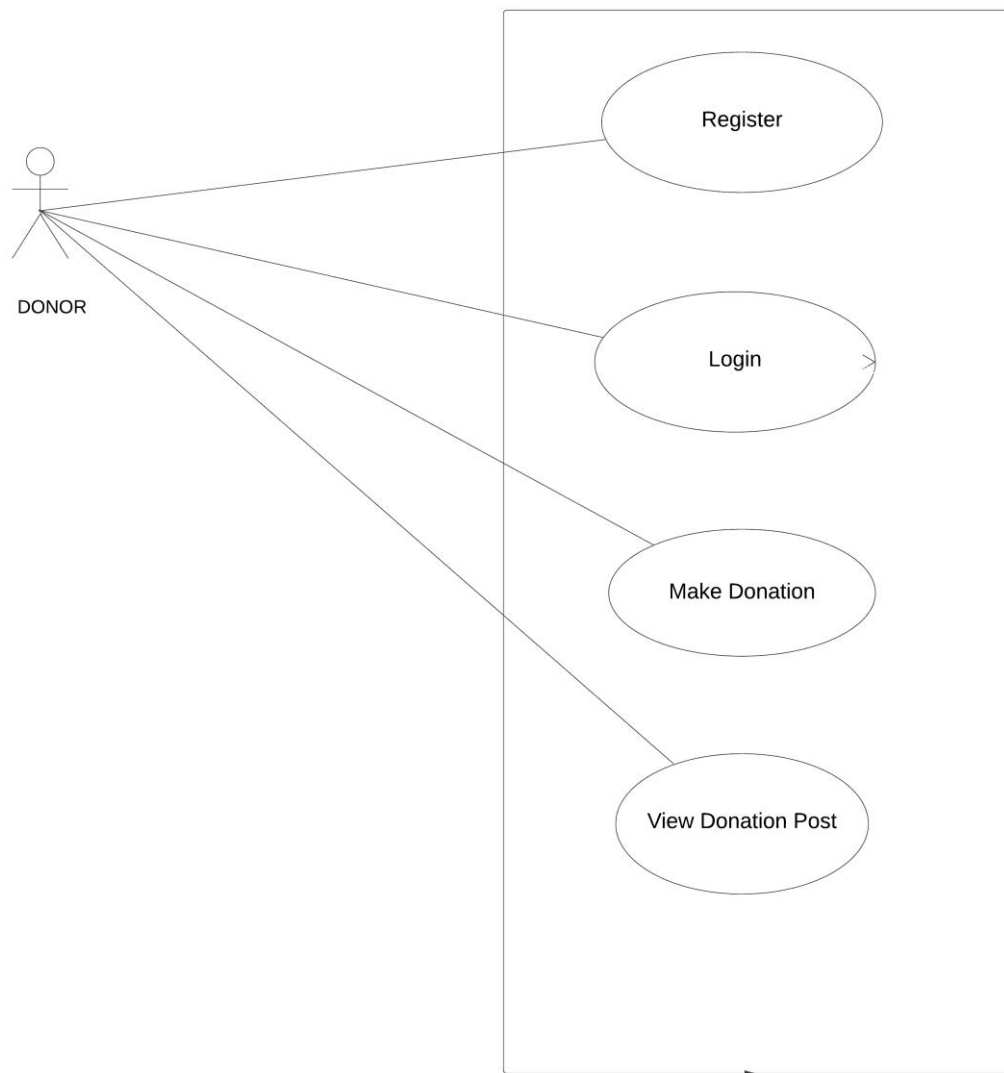 Register
DONOR
Login
Make Donation
View Donation Post